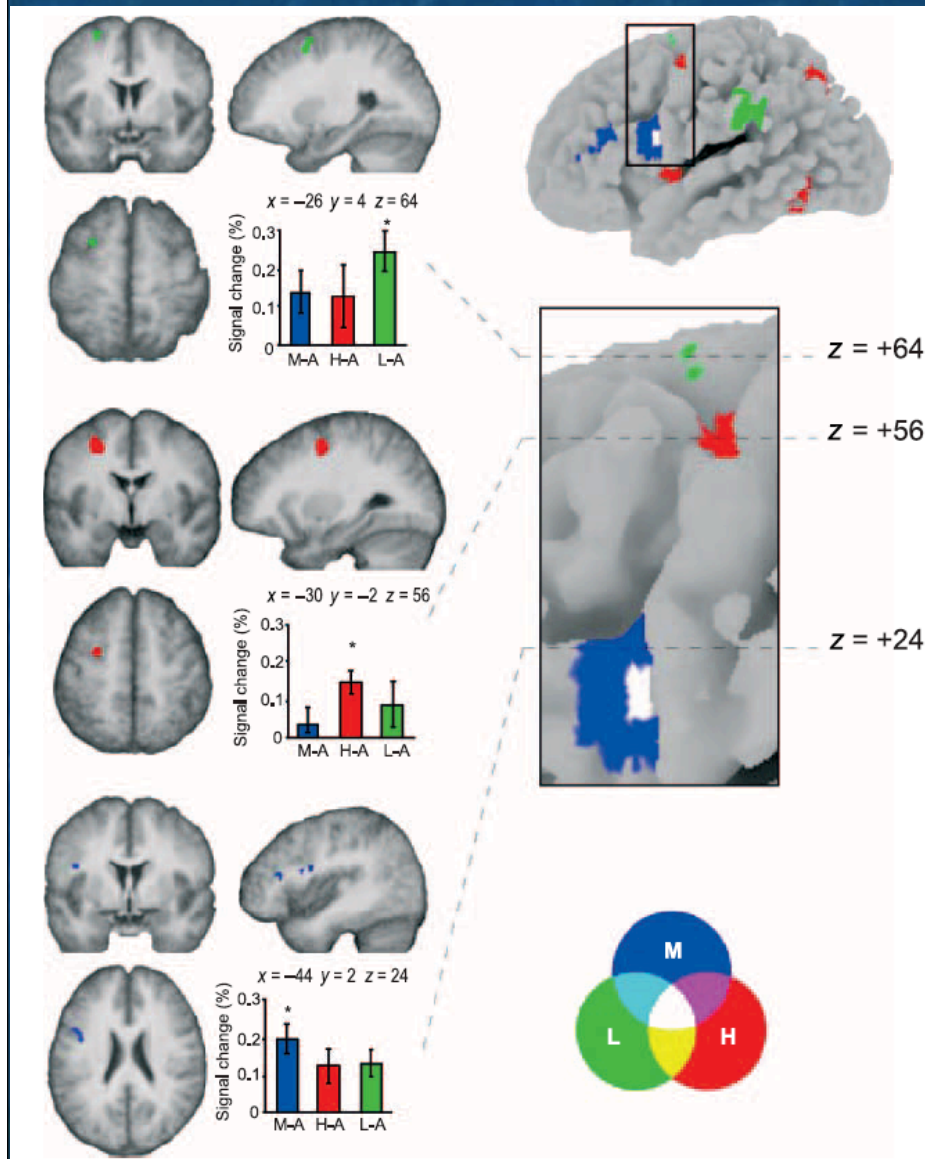 x = −26 y = 4 z = 64
Signal change (%)
0.3
0.2
0.1
0
*
M–A H–A L–A
x = −30 y = −2 z = 56
Signal change (%)
0.3
0.2
0.1
0
*
M–A H–A L–A
x = −44 y = 2 z = 24
Signal change (%)
0.3
0.2
0.1
0
*
M–A H–A L–A
z = +64
z = +56
z = +24
M
L H